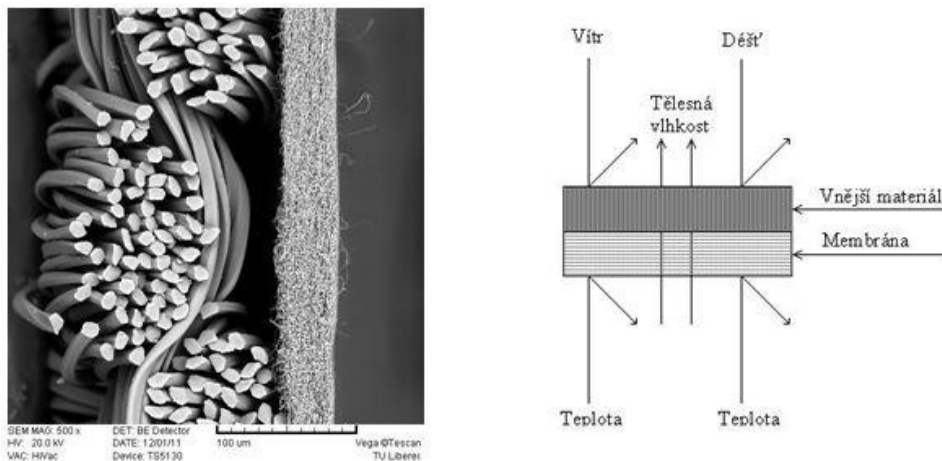 SEM MAG: 500 x
DET: BE Detector
HV: 20.0 kV
DATE: 12/01/11
100 um
Vega ©Tescan
VAC: HiVac
Device: TS5130
TU Liberec
Vítr
Déšť
Tělesná
vlhkost
Vnější materiál
Membrána
Teplota
Teplota